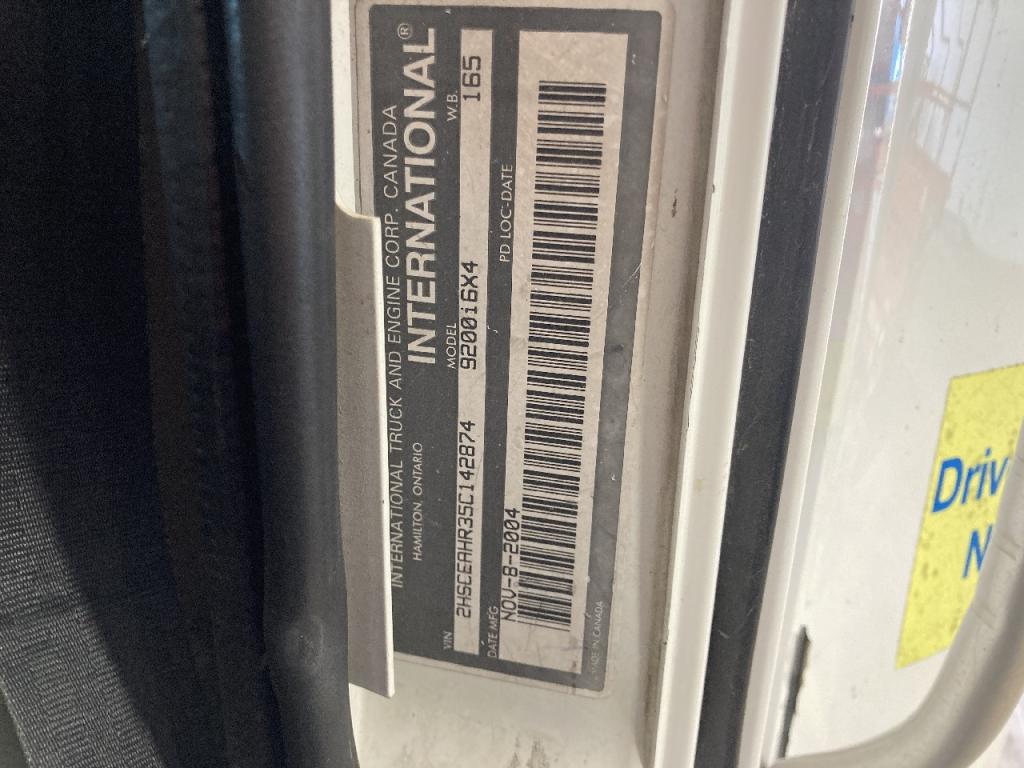 INTERNATIONAL TRUCK AND ENGINE CORP. CANADA
HAMILTON, ONTARIO
INTERNATIONAL®
VIN MODEL W.B.
2HSCEAHR35C142874 9200i6X4 165
DATE MFG. PD LOC-DATE
NOV-8-2004
MADE IN CANADA
Driv
N